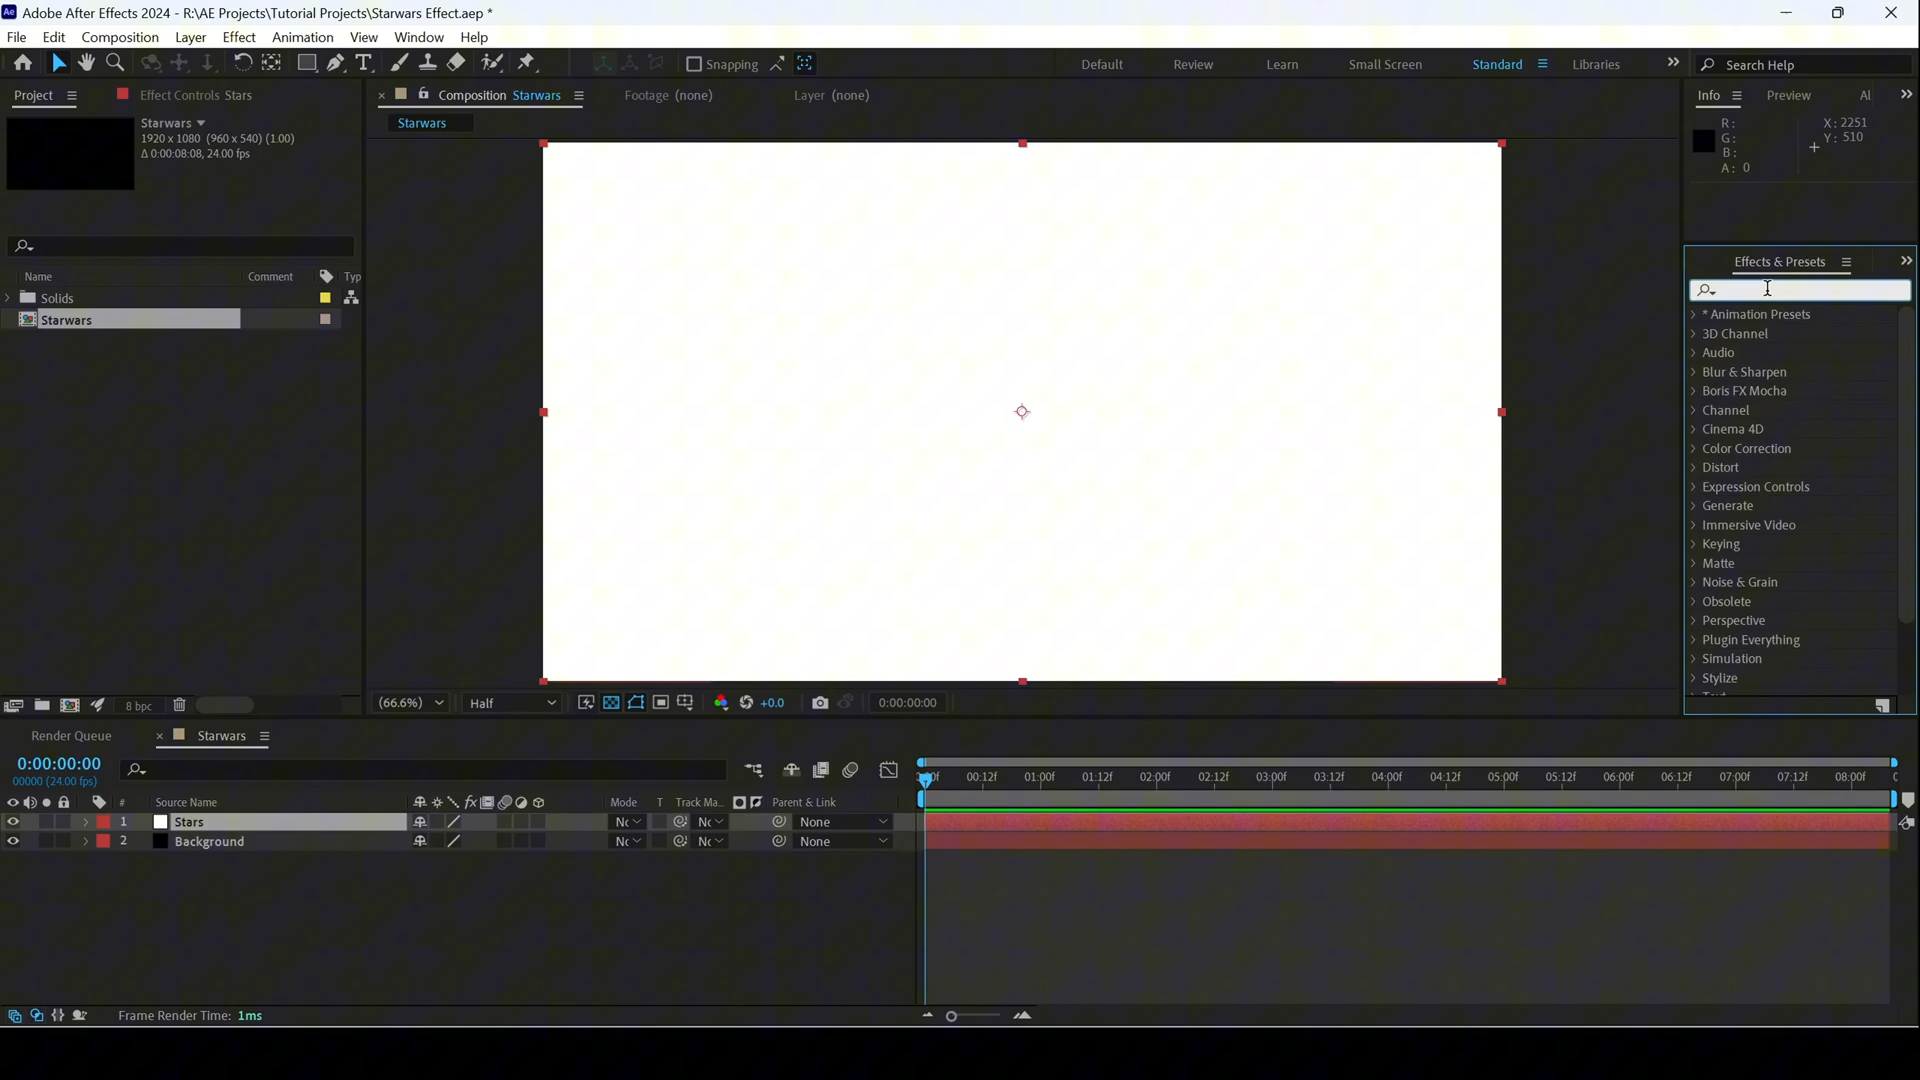 Adobe After Effects 2024 - R:\AE Projects\Tutorial Projects\Starwars Effect.aep *
File Edit Composition Layer Effect Animation View Window Help
Snapping Default Review Learn Small Screen Standard Libraries Search Help
Project Effect Controls Stars
Composition Starwars Footage (none) Layer (none)
Info Preview Al
Starwars
1920 x 1080 (960 x 540) (1.00)
Δ 0:00:08:08, 24.00 fps
Starwars
R:
G:
B:
A: 0
X: 2251
Y: 510
Name Comment Typ
Solids
Starwars
Effects & Presets
* Animation Presets
3D Channel
Audio
Blur & Sharpen
Boris FX Mocha
Channel
Cinema 4D
Color Correction
Distort
Expression Controls
Generate
Immersive Video
Keying
Matte
Noise & Grain
Obsolete
Perspective
Plugin Everything
Simulation
Stylize
Text
8 bpc
(66.6%) Half +0.0 0:00:00:00
Render Queue Starwars
0:00:00:00
00000 (24.00 fps)
00f 00:12f 01:00f 01:12f 02:00f 02:12f 03:00f 03:12f 04:00f 04:12f 05:00f 05:12f 06:00f 06:12f 07:00f 07:12f 08:00f
# Source Name fx Mode T Track Ma... Parent & Link
1 Stars Nc Nc None
2 Background Nc Nc None
Frame Render Time: 1ms